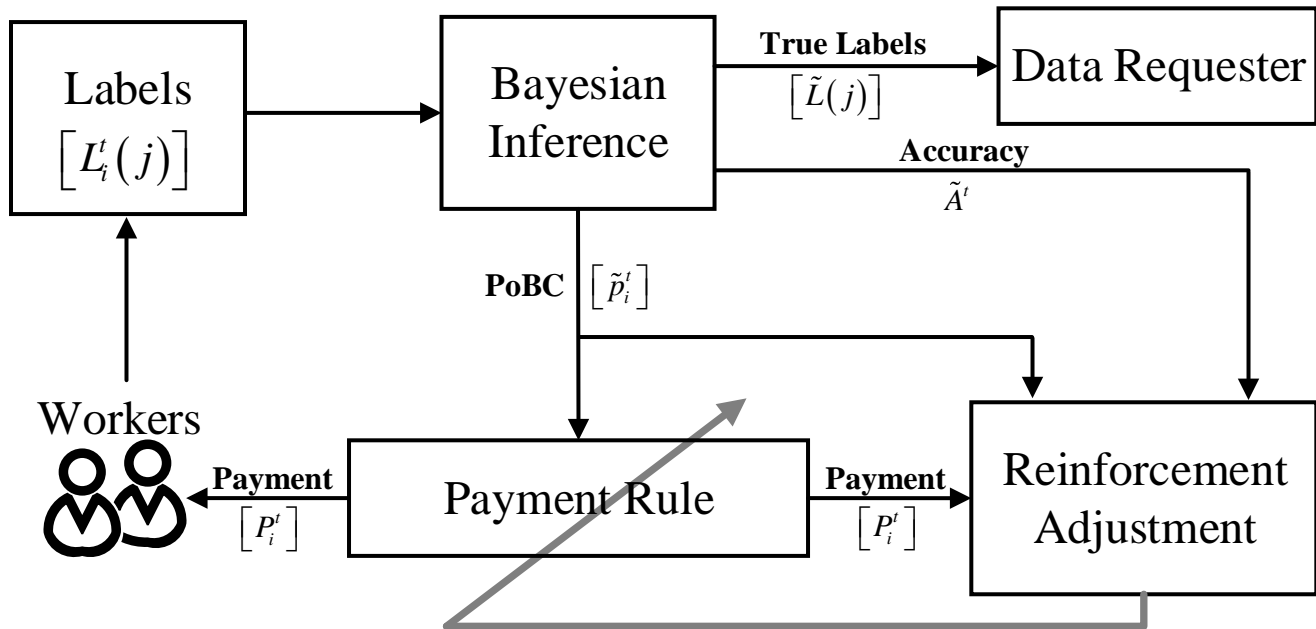 Labels
[L_i^t(j)]
Bayesian
Inference
True Labels
[L̃(j)]
Data Requester
Accuracy
Ã^t
PoBC [p̃_i^t]
Workers
Payment
[P_i^t]
Payment Rule
Payment
[P_i^t]
Reinforcement
Adjustment